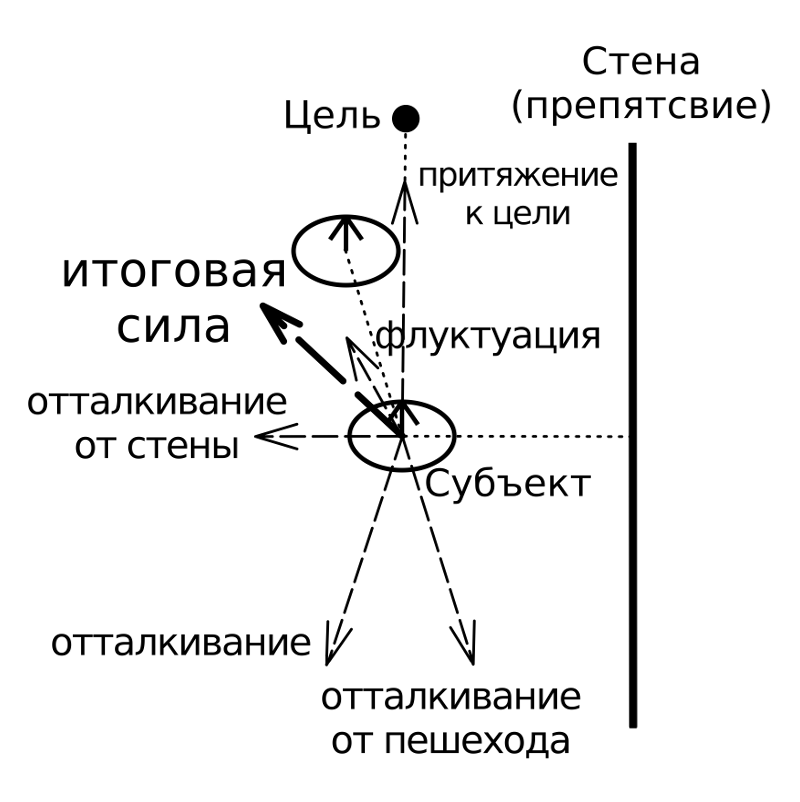 Стена
(препятсвие)
Цель
притяжение
к цели
итоговая
сила
флуктуация
отталкивание
от стены
Субъект
отталкивание
отталкивание
от пешехода